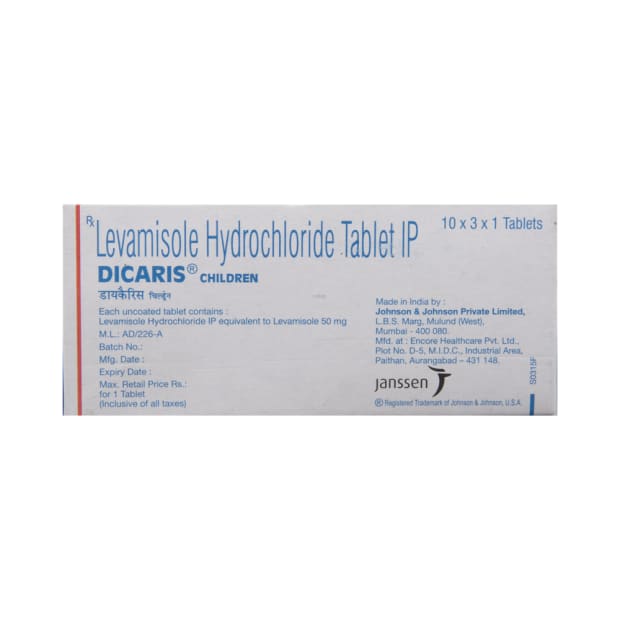 Rx
Levamisole Hydrochloride Tablet IP
10 x 3 x 1 Tablets
DICARIS® CHILDREN
डायकैरिस चिल्ड्रेन
Each uncoated tablet contains :
Levamisole Hydrochloride IP equivalent to Levamisole 50 mg
M.L.: AD/226-A
Batch No.:
Mfg. Date :
Expiry Date :
Max. Retail Price Rs.:
for 1 Tablet
(Inclusive of all taxes)
Made in India by :
Johnson & Johnson Private Limited,
L.B.S. Marg, Mulund (West),
Mumbai - 400 080.
Mfd. at : Encore Healthcare Pvt. Ltd.,
Plot No. D-5, M.I.D.C., Industrial Area,
Paithan, Aurangabad – 431 148.
janssen
® Registered Trademark of Johnson & Johnson, U.S.A.
S0315F